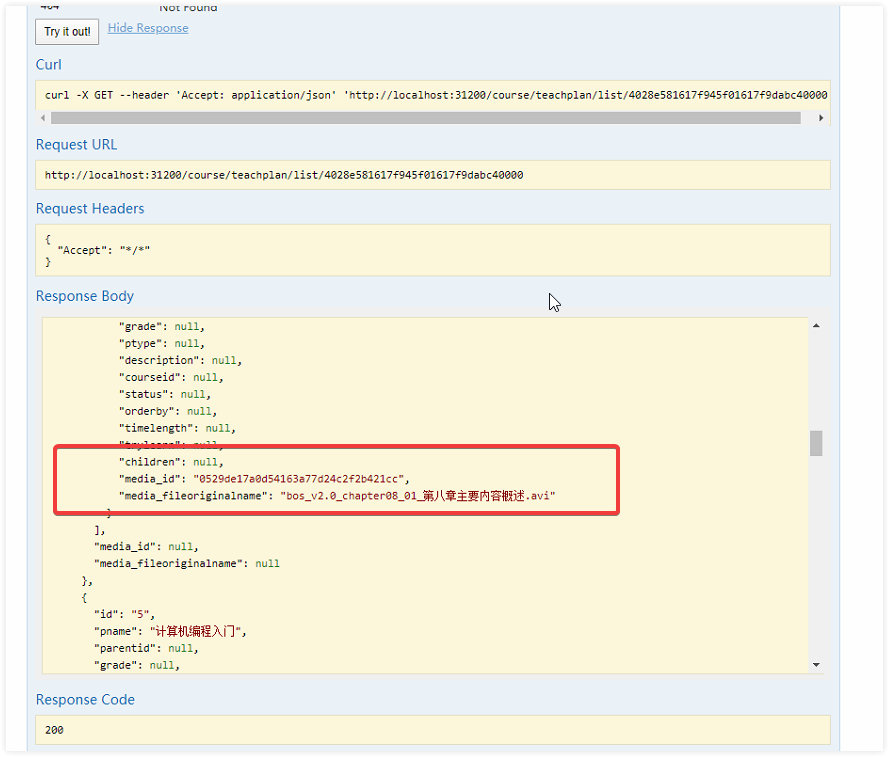 404 Not Found
Try it out! Hide Response
Curl
curl -X GET --header 'Accept: application/json' 'http://localhost:31200/course/teachplan/list/4028e581617f945f01617f9dabc40000
Request URL
http://localhost:31200/course/teachplan/list/4028e581617f945f01617f9dabc40000
Request Headers
{
"Accept": "*/*"
}
Response Body
"grade": null,
"ptype": null,
"description": null,
"courseid": null,
"status": null,
"orderby": null,
"timelength": null,
"trylearn": null,
"children": null,
"media_id": "0529de17a0d54163a77d24c2f2b421cc",
"media_fileoriginalname": "bos_v2.0_chapter08_01_第八章主要内容概述.avi"
}
],
"media_id": null,
"media_fileoriginalname": null
},
{
"id": "5",
"pname": "计算机编程入门",
"parentid": null,
"grade": null,
Response Code
200